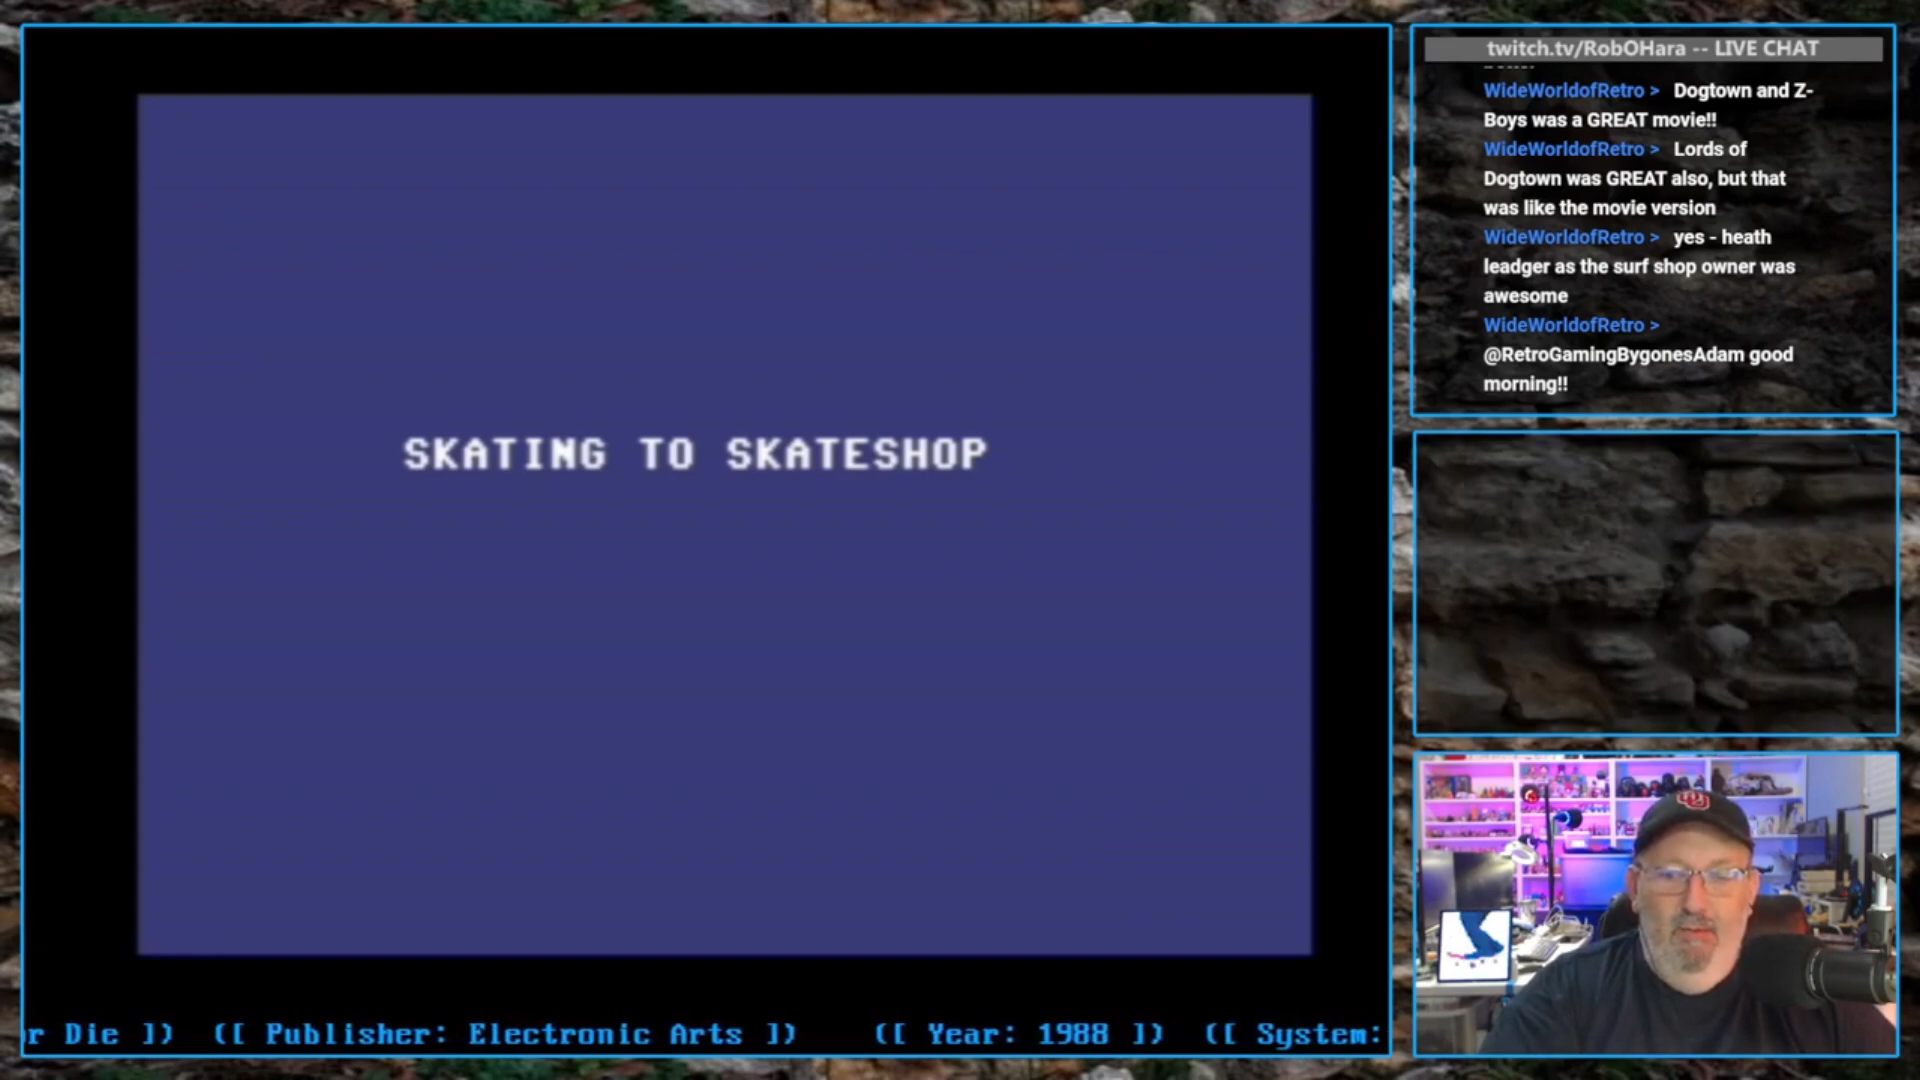 twitch.tv/RobOHara -- LIVE CHAT
WideWorldofRetro > Dogtown and Z-
Boys was a GREAT movie!!
WideWorldofRetro > Lords of
Dogtown was GREAT also, but that
was like the movie version
WideWorldofRetro > yes - heath
leadger as the surf shop owner was
awesome
WideWorldofRetro >
@RetroGamingBygonesAdam good
morning!!
SKATING TO SKATESHOP
r Die ]) ([ Publisher: Electronic Arts ]) ([ Year: 1988 ]) ([ System:
OU